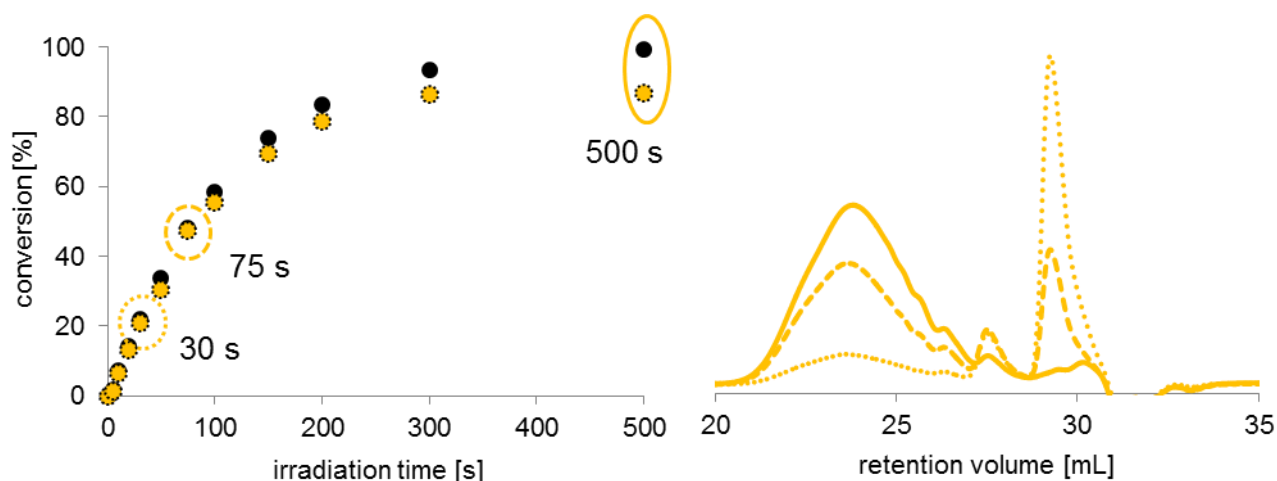 conversion [%]
100
80
60
40
20
0
500 s
75 s
30 s
0 100 200 300 400 500
irradiation time [s]
20 25 30 35
retention volume [mL]